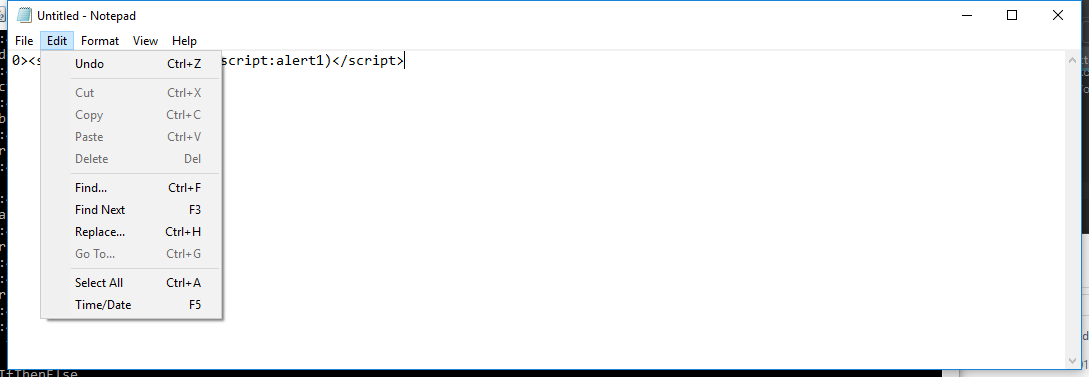 Untitled - Notepad
File Edit Format View Help
0><s script:alert1)</script>
Undo Ctrl+Z
Cut Ctrl+X
Copy Ctrl+C
Paste Ctrl+V
Delete Del
Find... Ctrl+F
Find Next F3
Replace... Ctrl+H
Go To... Ctrl+G
Select All Ctrl+A
Time/Date F5
IfThenElse